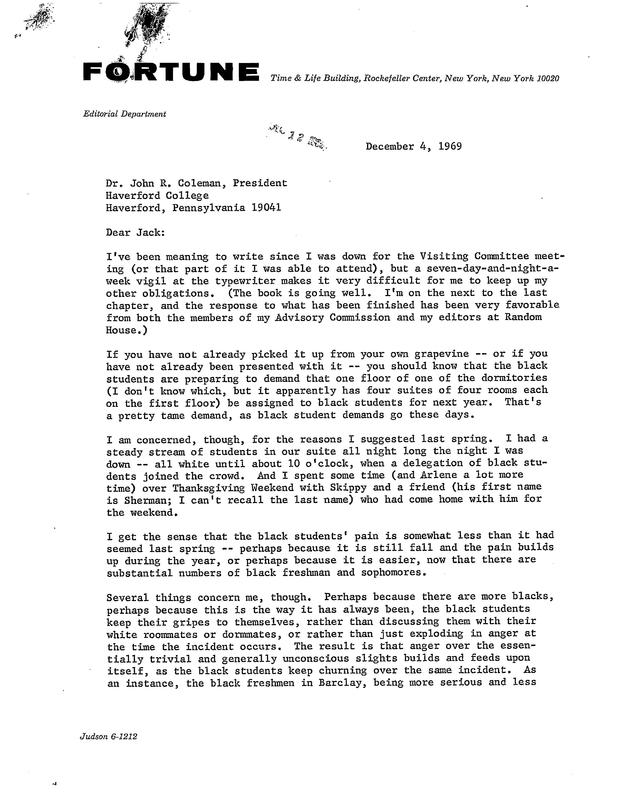 FORTUNE Time & Life Building, Rockefeller Center, New York, New York 10020
Editorial Department
DEC 12
December 4, 1969
Dr. John R. Coleman, President
Haverford College
Haverford, Pennsylvania 19041
Dear Jack:
I've been meaning to write since I was down for the Visiting Committee meet-
ing (or that part of it I was able to attend), but a seven-day-and-night-a-
week vigil at the typewriter makes it very difficult for me to keep up my
other obligations. (The book is going well. I'm on the next to the last
chapter, and the response to what has been finished has been very favorable
from both the members of my Advisory Commission and my editors at Random
House.)
If you have not already picked it up from your own grapevine -- or if you
have not already been presented with it -- you should know that the black
students are preparing to demand that one floor of one of the dormitories
(I don't know which, but it apparently has four suites of four rooms each
on the first floor) be assigned to black students for next year. That's
a pretty tame demand, as black student demands go these days.
I am concerned, though, for the reasons I suggested last spring. I had a
steady stream of students in our suite all night long the night I was
down -- all white until about 10 o'clock, when a delegation of black stu-
dents joined the crowd. And I spent some time (and Arlene a lot more
time) over Thanksgiving Weekend with Skippy and a friend (his first name
is Sherman; I can't recall the last name) who had come home with him for
the weekend.
I get the sense that the black students' pain is somewhat less than it had
seemed last spring -- perhaps because it is still fall and the pain builds
up during the year, or perhaps because it is easier, now that there are
substantial numbers of black freshman and sophomores.
Several things concern me, though. Perhaps because there are more blacks,
perhaps because this is the way it has always been, the black students
keep their gripes to themselves, rather than discussing them with their
white roommates or dormmates, or rather than just exploding in anger at
the time the incident occurs. The result is that anger over the essen-
tially trivial and generally unconscious slights builds and feeds upon
itself, as the black students keep churning over the same incident. As
an instance, the black freshmen in Barclay, being more serious and less
Judson 6-1212